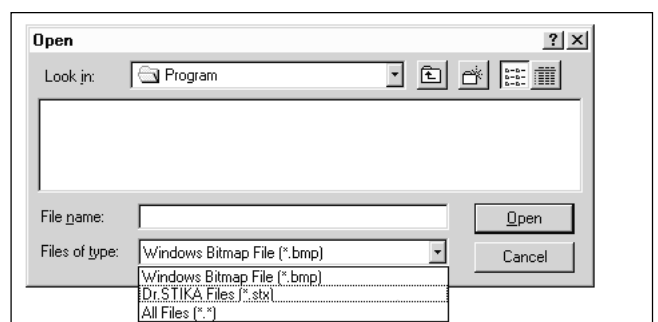 Open
Look in: Program
File name:
Open
Files of type: Windows Bitmap File (*.bmp)
Cancel
Windows Bitmap File (*.bmp)
Dr.STIKA Files (*.stx)
All Files (*.*)